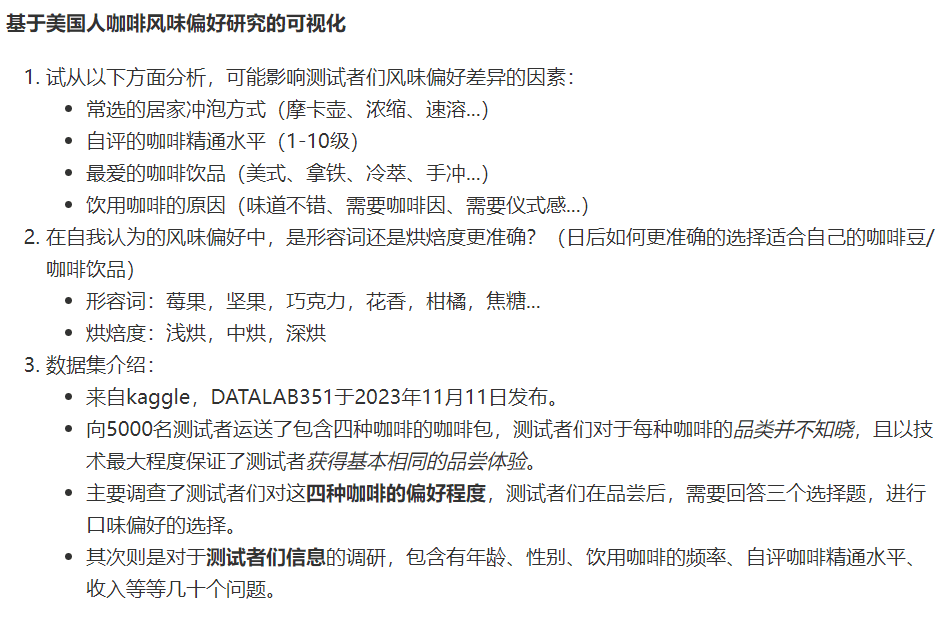 基于美国人咖啡风味偏好研究的可视化
1. 试从以下方面分析，可能影响测试者们风味偏好差异的因素：
• 常选的居家冲泡方式（摩卡壶、浓缩、速溶...）
• 自评的咖啡精通水平（1-10级）
• 最爱的咖啡饮品（美式、拿铁、冷萃、手冲...）
• 饮用咖啡的原因（味道不错、需要咖啡因、需要仪式感...）
2. 在自我认为的风味偏好中，是形容词还是烘焙度更准确？（日后如何更准确的选择适合自己的咖啡豆/
咖啡饮品）
• 形容词：莓果，坚果，巧克力，花香，柑橘，焦糖...
• 烘焙度：浅烘，中烘，深烘
3. 数据集介绍：
• 来自kaggle，DATALAB351于2023年11月11日发布。
• 向5000名测试者运送了包含四种咖啡的咖啡包，测试者们对于每种咖啡的品类并不知晓，且以技
术最大程度保证了测试者获得基本相同的品尝体验。
• 主要调查了测试者们对这四种咖啡的偏好程度，测试者们在品尝后，需要回答三个选择题，进行
口味偏好的选择。
• 其次则是对于测试者们信息的调研，包含有年龄、性别、饮用咖啡的频率、自评咖啡精通水平、
收入等等几十个问题。